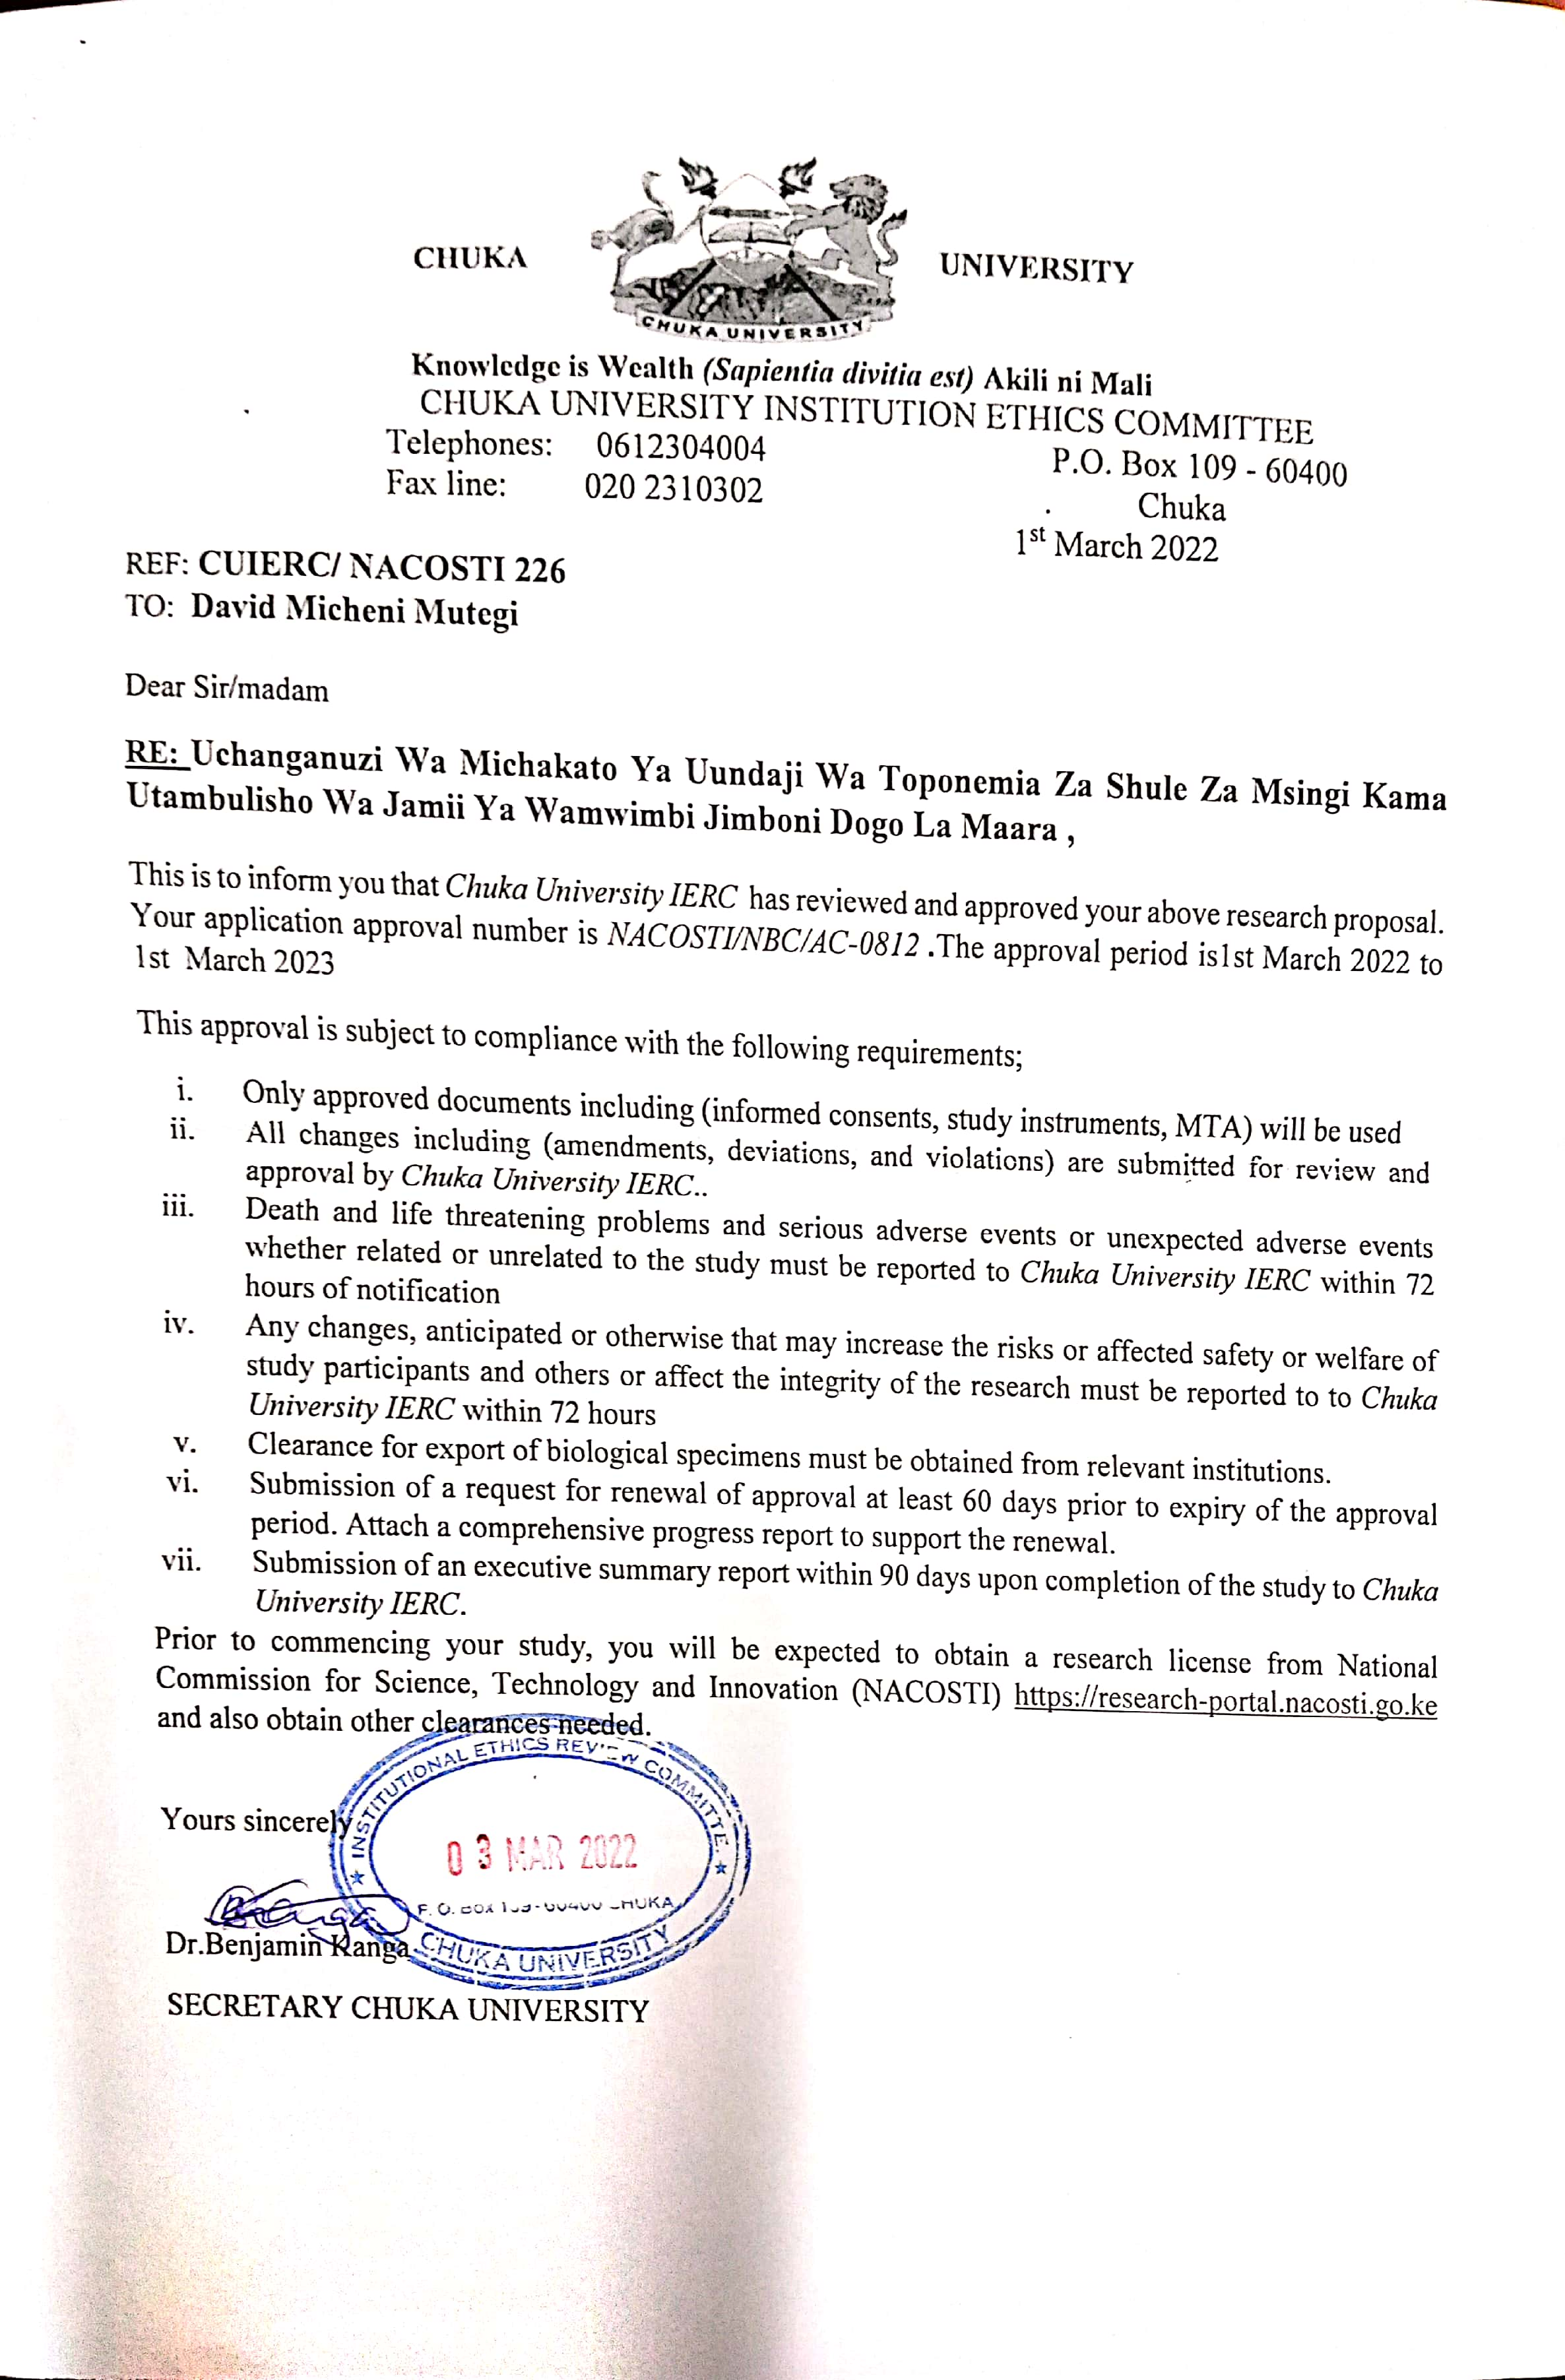 CHUKA UNIVERSITY
CHUKA UNIVERSITY
Knowledge is Wealth (Sapientia divitia est) Akili ni Mali
CHUKA UNIVERSITY INSTITUTION ETHICS COMMITTEE
Telephones: 0612304004
P.O. Box 109 - 60400
Fax line: 020 2310302
Chuka
1st March 2022
REF: CUIERC/ NACOSTI 226
TO: David Micheni Mutegi
Dear Sir/madam
RE: Uchanganuzi Wa Michakato Ya Uundaji Wa Toponemia Za Shule Za Msingi Kama
Utambulisho Wa Jamii Ya Wamwimbi Jimboni Dogo La Maara ,
This is to inform you that Chuka University IERC has reviewed and approved your above research proposal.
Your application approval number is NACOSTI/NBC/AC-0812 .The approval period is1st March 2022 to
1st March 2023
This approval is subject to compliance with the following requirements;
i. Only approved documents including (informed consents, study instruments, MTA) will be used
ii. All changes including (amendments, deviations, and violations) are submitted for review and
approval by Chuka University IERC..
iii. Death and life threatening problems and serious adverse events or unexpected adverse events
whether related or unrelated to the study must be reported to Chuka University IERC within 72
hours of notification
iv. Any changes, anticipated or otherwise that may increase the risks or affected safety or welfare of
study participants and others or affect the integrity of the research must be reported to to Chuka
University IERC within 72 hours
v. Clearance for export of biological specimens must be obtained from relevant institutions.
vi. Submission of a request for renewal of approval at least 60 days prior to expiry of the approval
period. Attach a comprehensive progress report to support the renewal.
vii. Submission of an executive summary report within 90 days upon completion of the study to Chuka
University IERC.
Prior to commencing your study, you will be expected to obtain a research license from National
Commission for Science, Technology and Innovation (NACOSTI) https://research-portal.nacosti.go.ke
and also obtain other clearances needed.
INSTITUTIONAL ETHICS REVIEW COMMITTE
Yours sincerely
03 MAR 2022
P. O. Box 109-60400 CHUKA
CHUKA UNIVERSITY
Dr.Benjamin Kanga
SECRETARY CHUKA UNIVERSITY